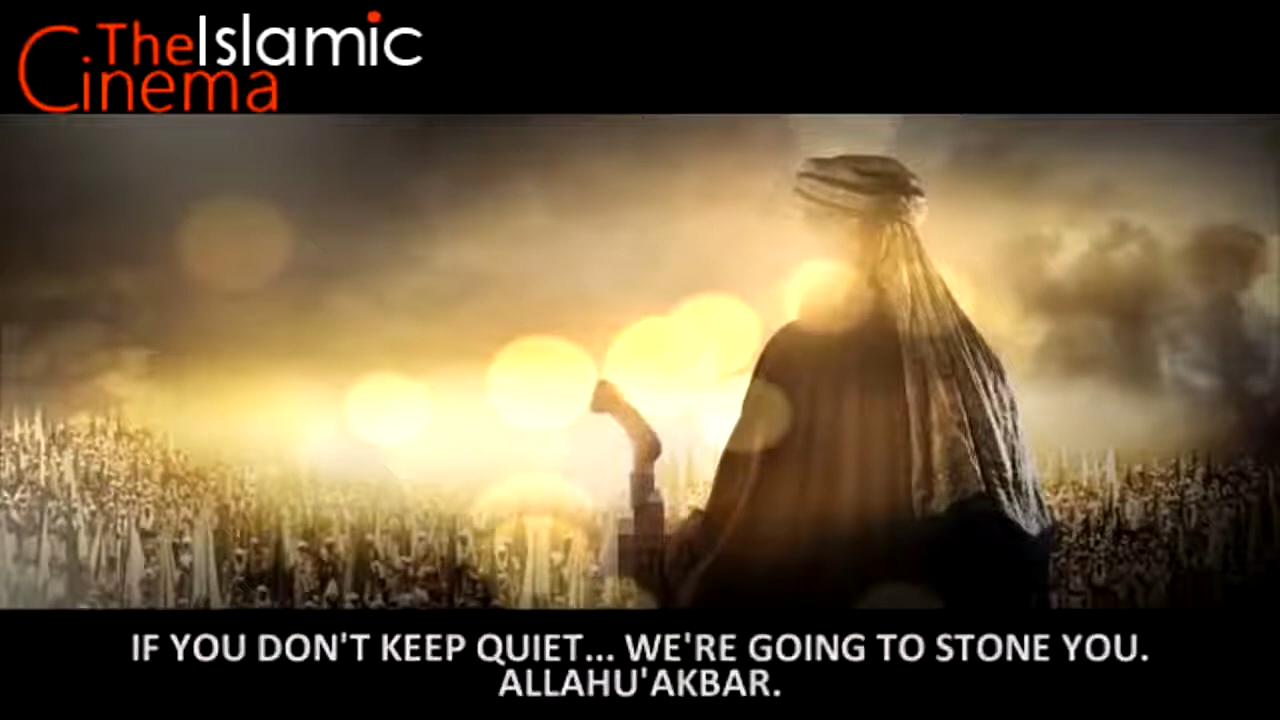 TheIslamic
Cinema
IF YOU DON'T KEEP QUIET... WE'RE GOING TO STONE YOU.
ALLAHU'AKBAR.